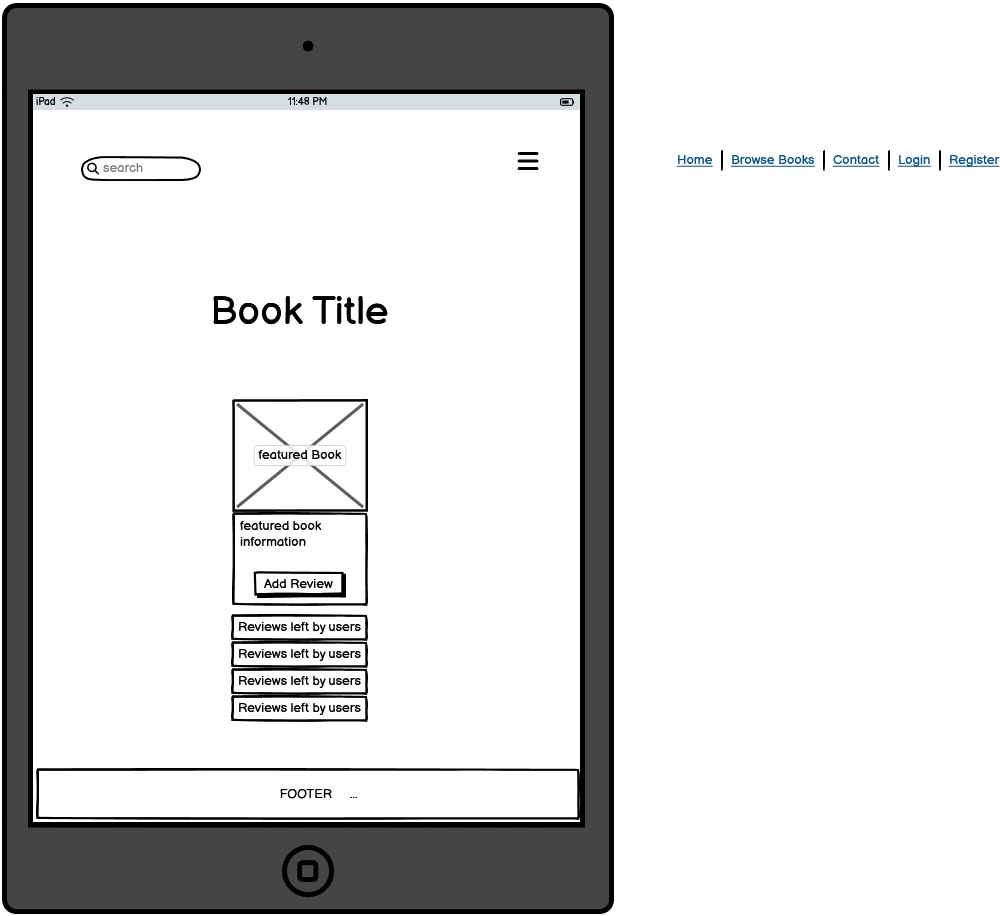 iPad 11:48 PM
search
Home Browse Books Contact Login Register
Book Title
featured Book
featured book
information
Add Review
Reviews left by users
Reviews left by users
Reviews left by users
Reviews left by users
FOOTER ...